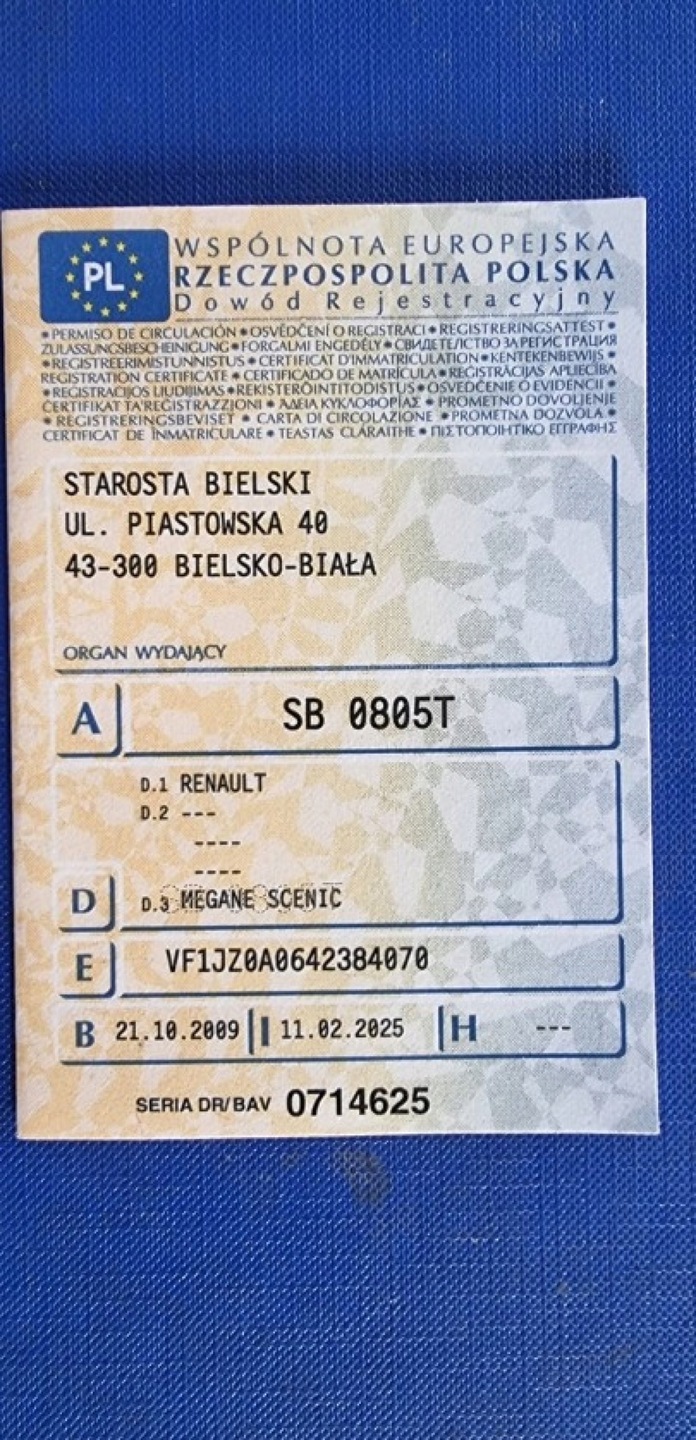 PL
WSPÓLNOTA EUROPEJSKA
RZECZPOSPOLITA POLSKA
Dowód Rejestracyjny
•PERMISO DE CIRCULACIÓN •OSVĚDČENÍ O REGISTRACI • REGISTRERINGSATTEST•
ZULASSUNGSBESCHEINIGUNG •FORGALMI ENGEDÉLY • СВИДЕТЕЛСТВО ЗА РЕГИСТРАЦИЯ
•REGISTREERIMISTUNNISTUS • CERTIFICAT D'IMMATRICULATION •KENTEKENBEWIJS •
REGISTRATION CERTIFICATE • CERTIFICADO DE MATRÍCULA •REGISTRĀCIJAS APLIECĪBA
•REGISTRACIJOS LIUDIJIMAS •REKISTERÖINTITODISTUS • OSVEDČENIE O EVIDENCII •
ĊERTIFIKAT TA'REĠISTRAZZJONI • ΑΔΕΙΑ ΚΥΚΛΟΦΟΡΙΑΣ • PROMETNO DOVOLJENJE
• REGISTRERINGSBEVISET • CARTA DI CIRCOLAZIONE •PROMETNA DOZVOLA •
CERTIFICAT DE ÎNMATRICULARE • TEASTAS CLÁRAITHE • ΠΙΣΤΟΠΟΙΗΤΙΚΟ ΕΓΓΡΑΦΗΣ
STAROSTA BIELSKI
UL. PIASTOWSKA 40
43-300 BIELSKO-BIAŁA
ORGAN WYDAJĄCY
A SB 0805T
D.1 RENAULT
D.2 ---
----
----
D D.3 MEGANE SCENIC
E VF1JZ0A0642384070
B 21.10.2009 I 11.02.2025 H ---
SERIA DR/BAV 0714625